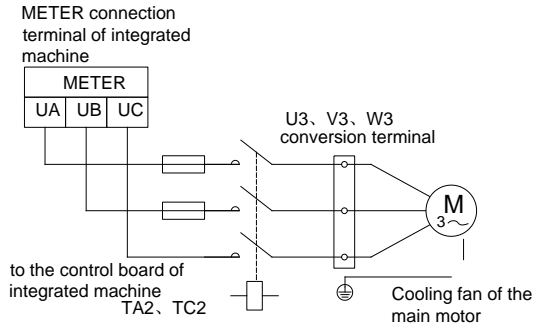 METER connection
terminal of integrated
machine
METER
UA UB UC
U3、V3、W3
conversion terminal
M
3～
to the control board of
integrated machine
TA2、TC2
Cooling fan of the
main motor